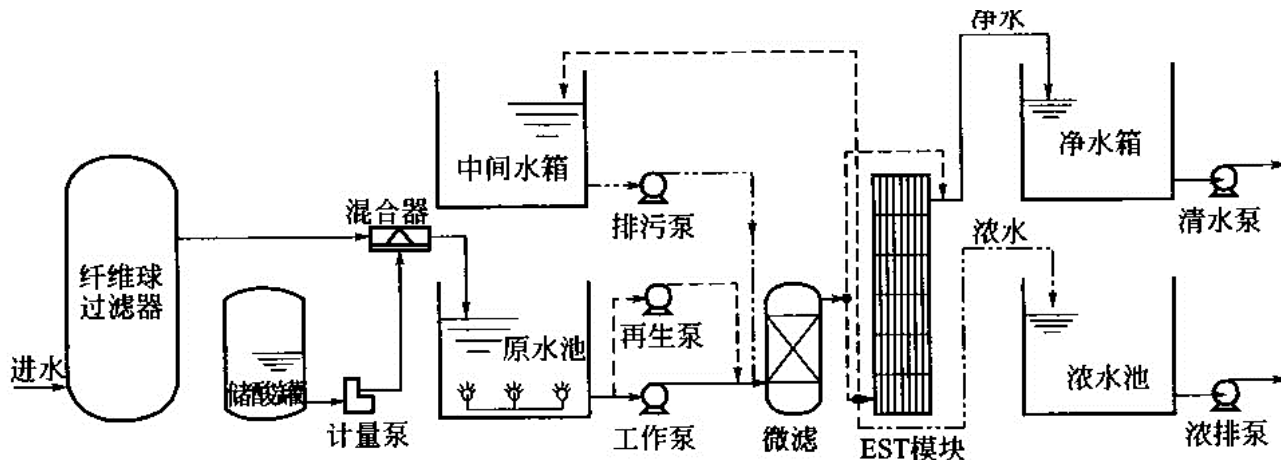 净水
中间水箱
净水箱
混合器
排污泵
清水泵
纤维球
过滤器
浓水
原水池
再生泵
进水
储酸罐
浓水池
计量泵
工作泵
微滤
EST模块
浓排泵